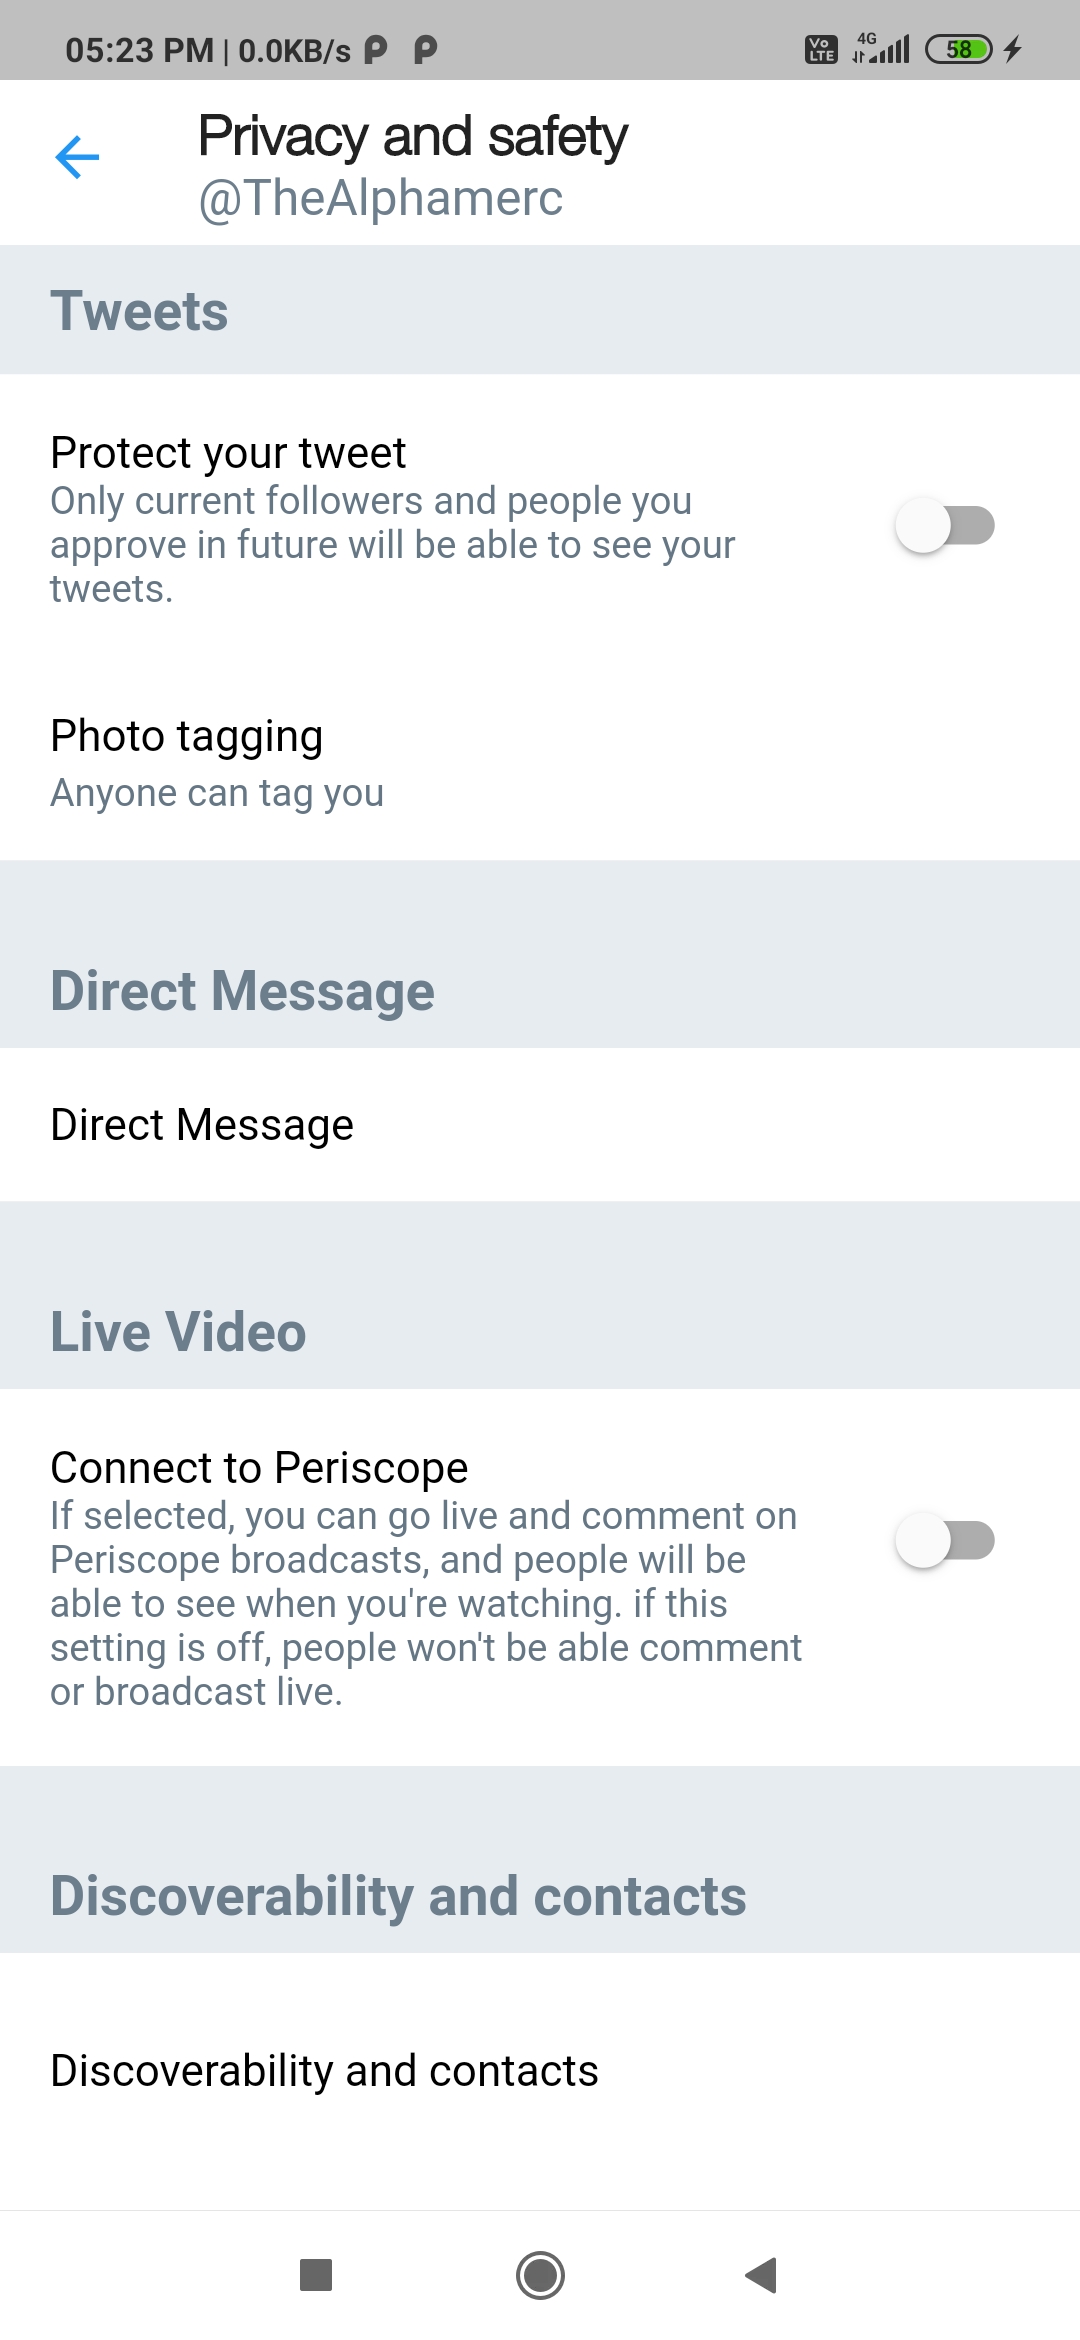 05:23 PM | 0.0KB/s
Vo LTE 4G 58
Privacy and safety
@TheAlphamerc
Tweets
Protect your tweet
Only current followers and people you
approve in future will be able to see your
tweets.
Photo tagging
Anyone can tag you
Direct Message
Direct Message
Live Video
Connect to Periscope
If selected, you can go live and comment on
Periscope broadcasts, and people will be
able to see when you're watching. if this
setting is off, people won't be able comment
or broadcast live.
Discoverability and contacts
Discoverability and contacts